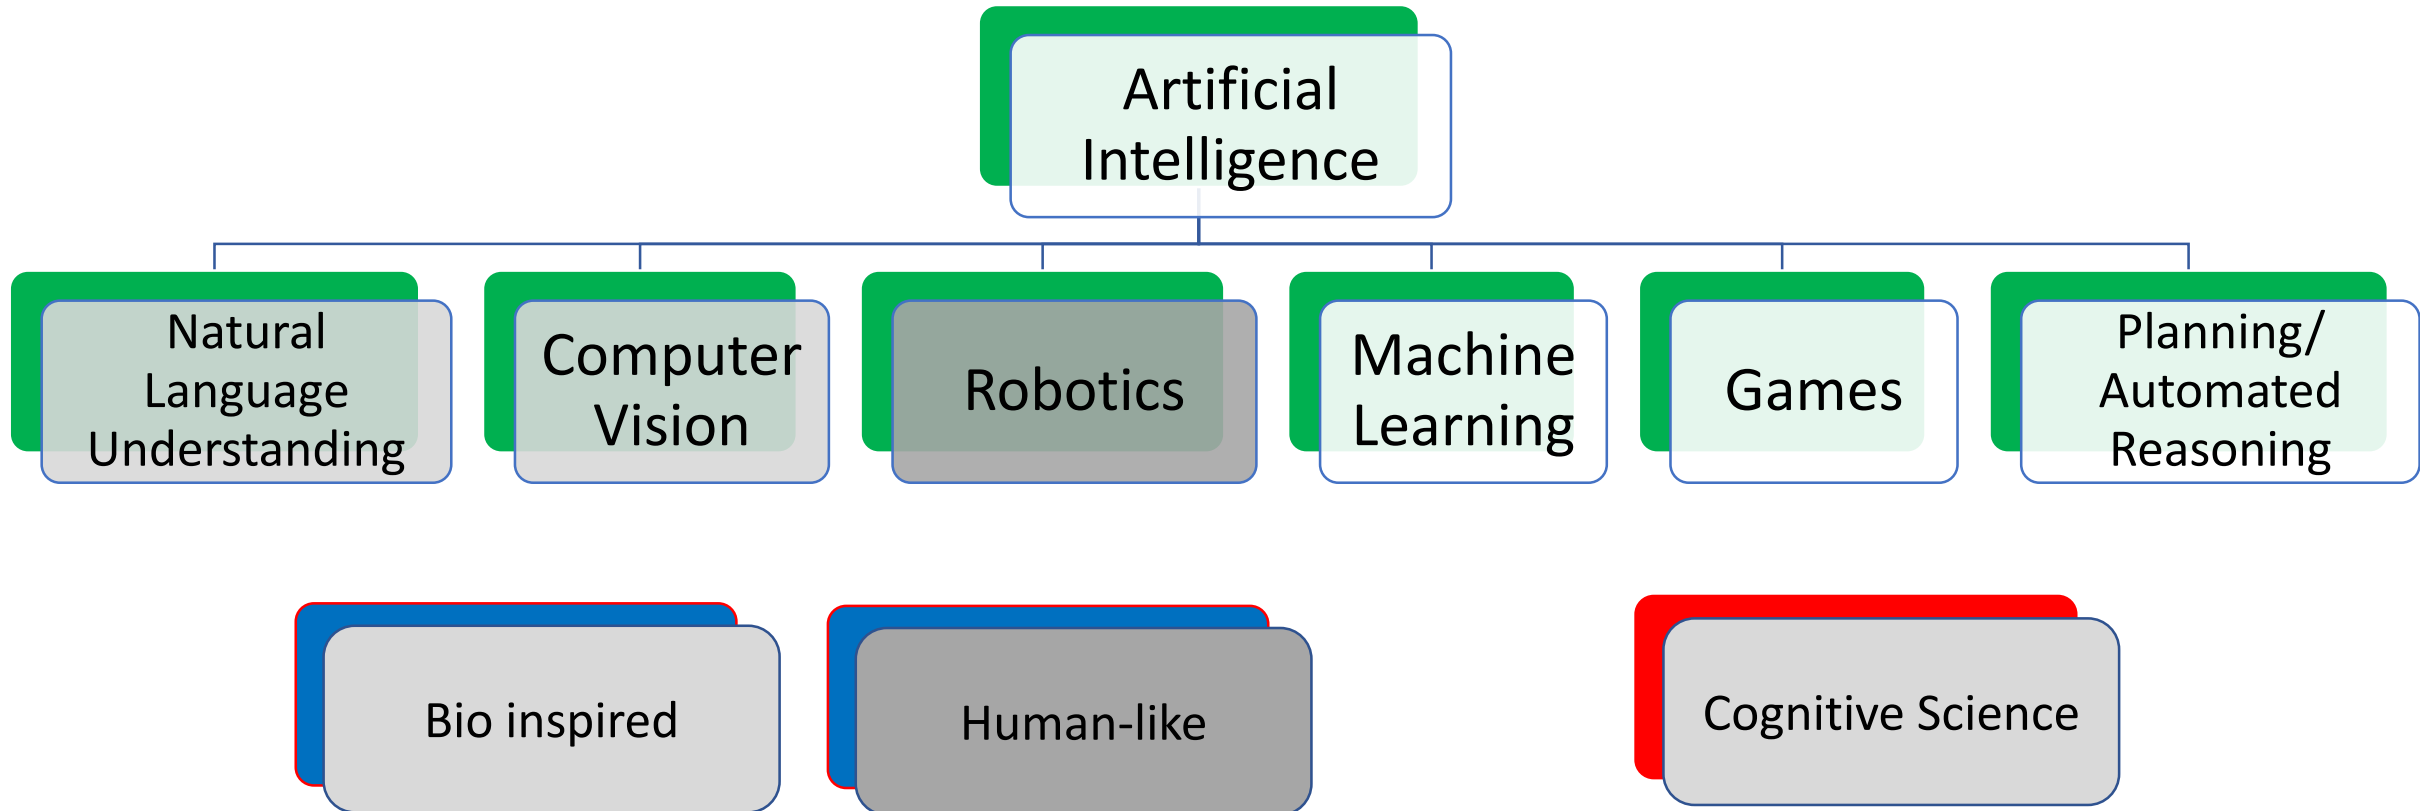 Artificial
Intelligence
Natural
Language
Understanding
Computer
Vision
Robotics
Machine
Learning
Games
Planning/
Automated
Reasoning
Bio inspired
Human-like
Cognitive Science